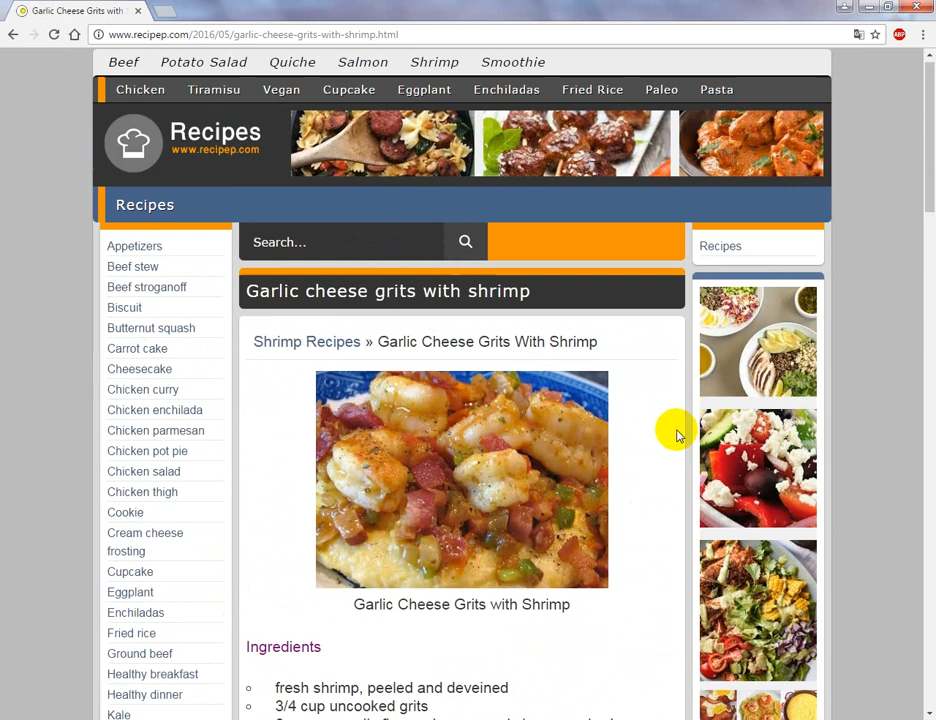 Garlic Cheese Grits with
www.recipep.com/2016/05/garlic-cheese-grits-with-shrimp.html
ABP
Beef Potato Salad Quiche Salmon Shrimp Smoothie
Chicken Tiramisu Vegan Cupcake Eggplant Enchiladas Fried Rice Paleo Pasta
Recipes
www.recipep.com
Recipes
Search...
Recipes
Appetizers
Beef stew
Beef stroganoff
Biscuit
Butternut squash
Carrot cake
Cheesecake
Chicken curry
Chicken enchilada
Chicken parmesan
Chicken pot pie
Chicken salad
Chicken thigh
Cookie
Cream cheese
frosting
Cupcake
Eggplant
Enchiladas
Fried rice
Ground beef
Healthy breakfast
Healthy dinner
Kale
Garlic cheese grits with shrimp
Shrimp Recipes » Garlic Cheese Grits With Shrimp
Garlic Cheese Grits with Shrimp
Ingredients
fresh shrimp, peeled and deveined
3/4 cup uncooked grits